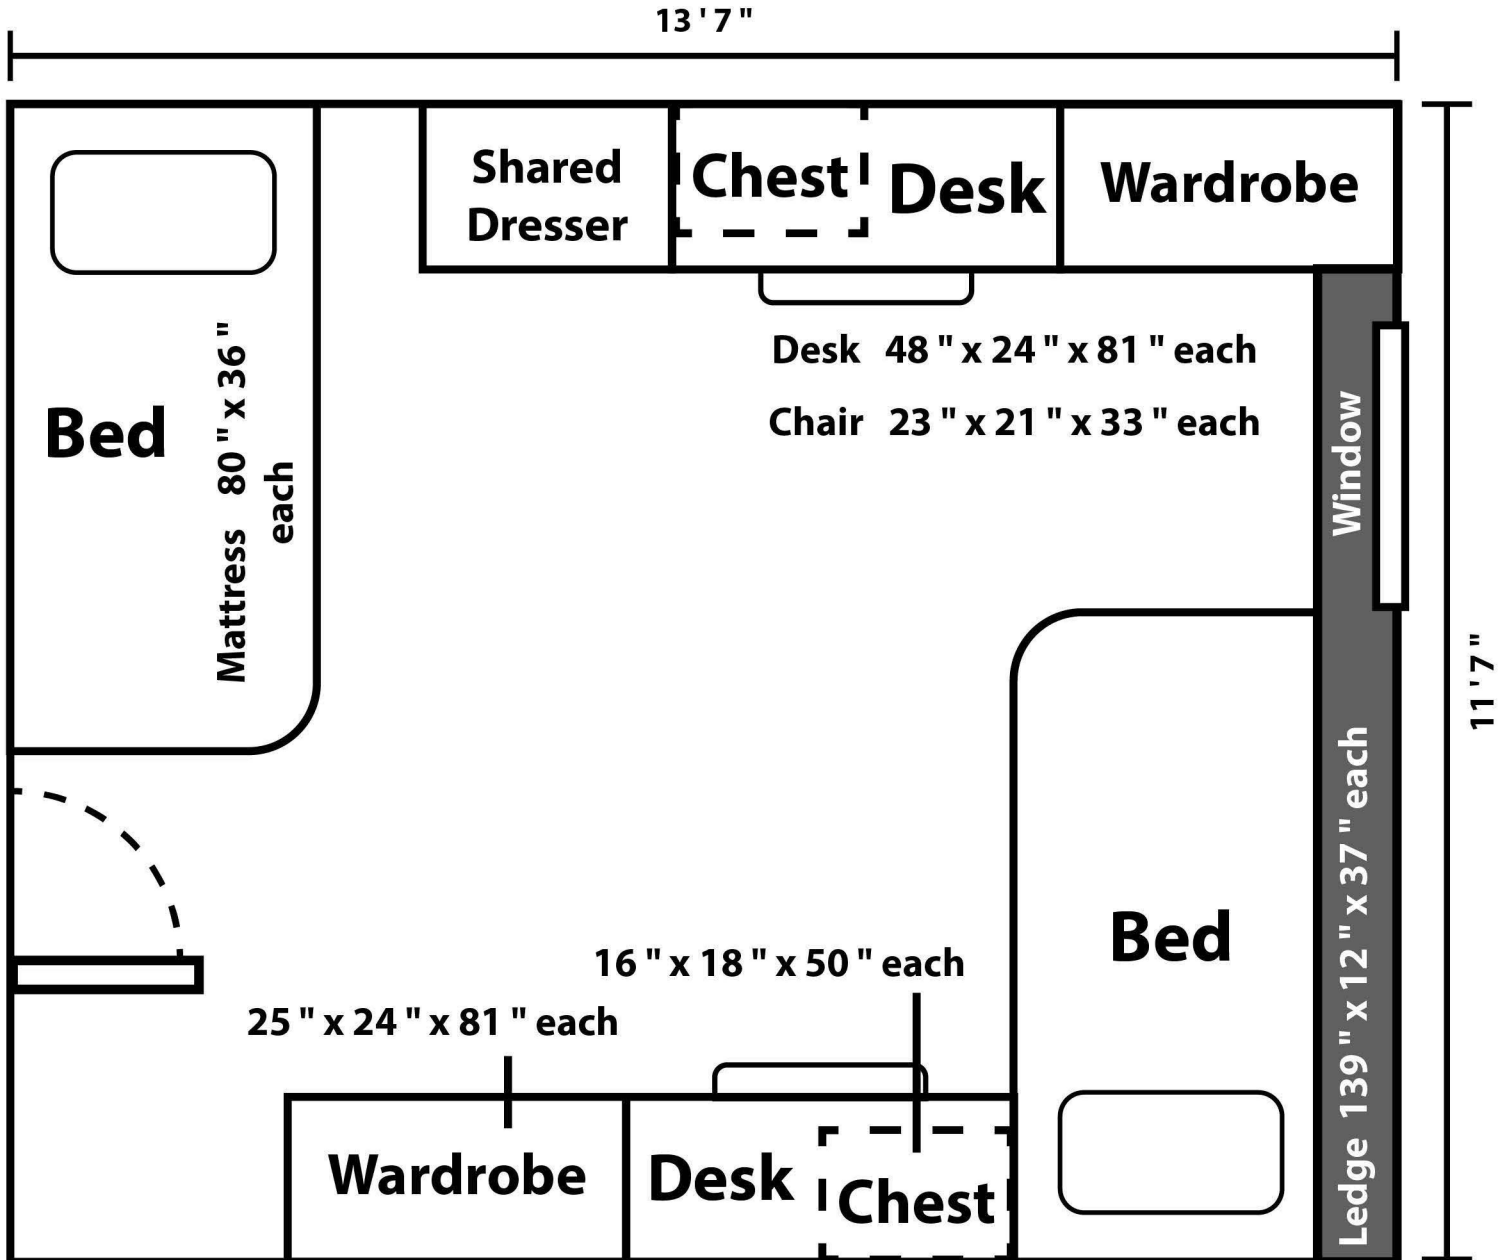 13 ' 7 "
Shared
Dresser
Chest
Desk
Wardrobe
Desk 48 " x 24 " x 81 " each
Chair 23 " x 21 " x 33 " each
Bed
Mattress 80 " x 36 "
each
Window
11 ' 7 "
Ledge 139 " x 12 " x 37 " each
Bed
16 " x 18 " x 50 " each
25 " x 24 " x 81 " each
Wardrobe
Desk
Chest